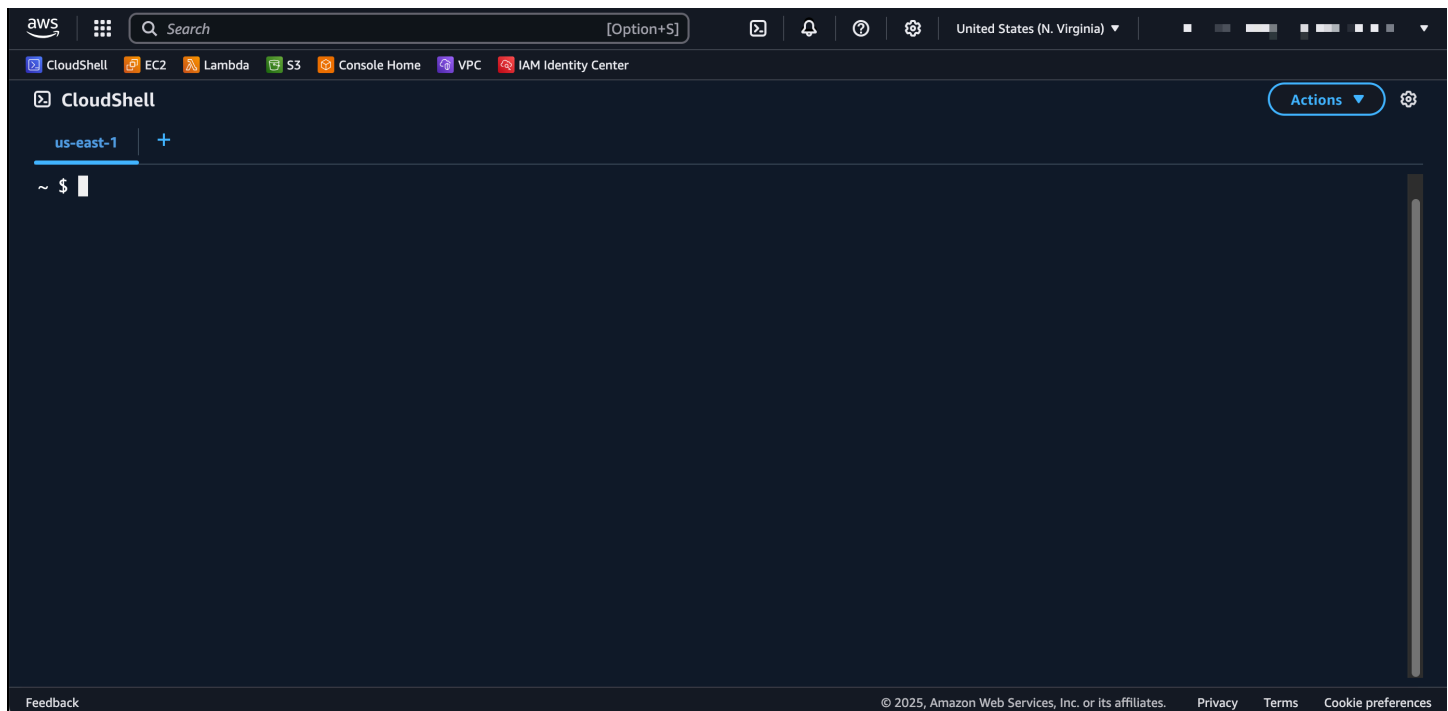 aws Search [Option+S] United States (N. Virginia)
CloudShell EC2 Lambda S3 Console Home VPC IAM Identity Center
CloudShell Actions
us-east-1 +
~ $
Feedback © 2025, Amazon Web Services, Inc. or its affiliates. Privacy Terms Cookie preferences